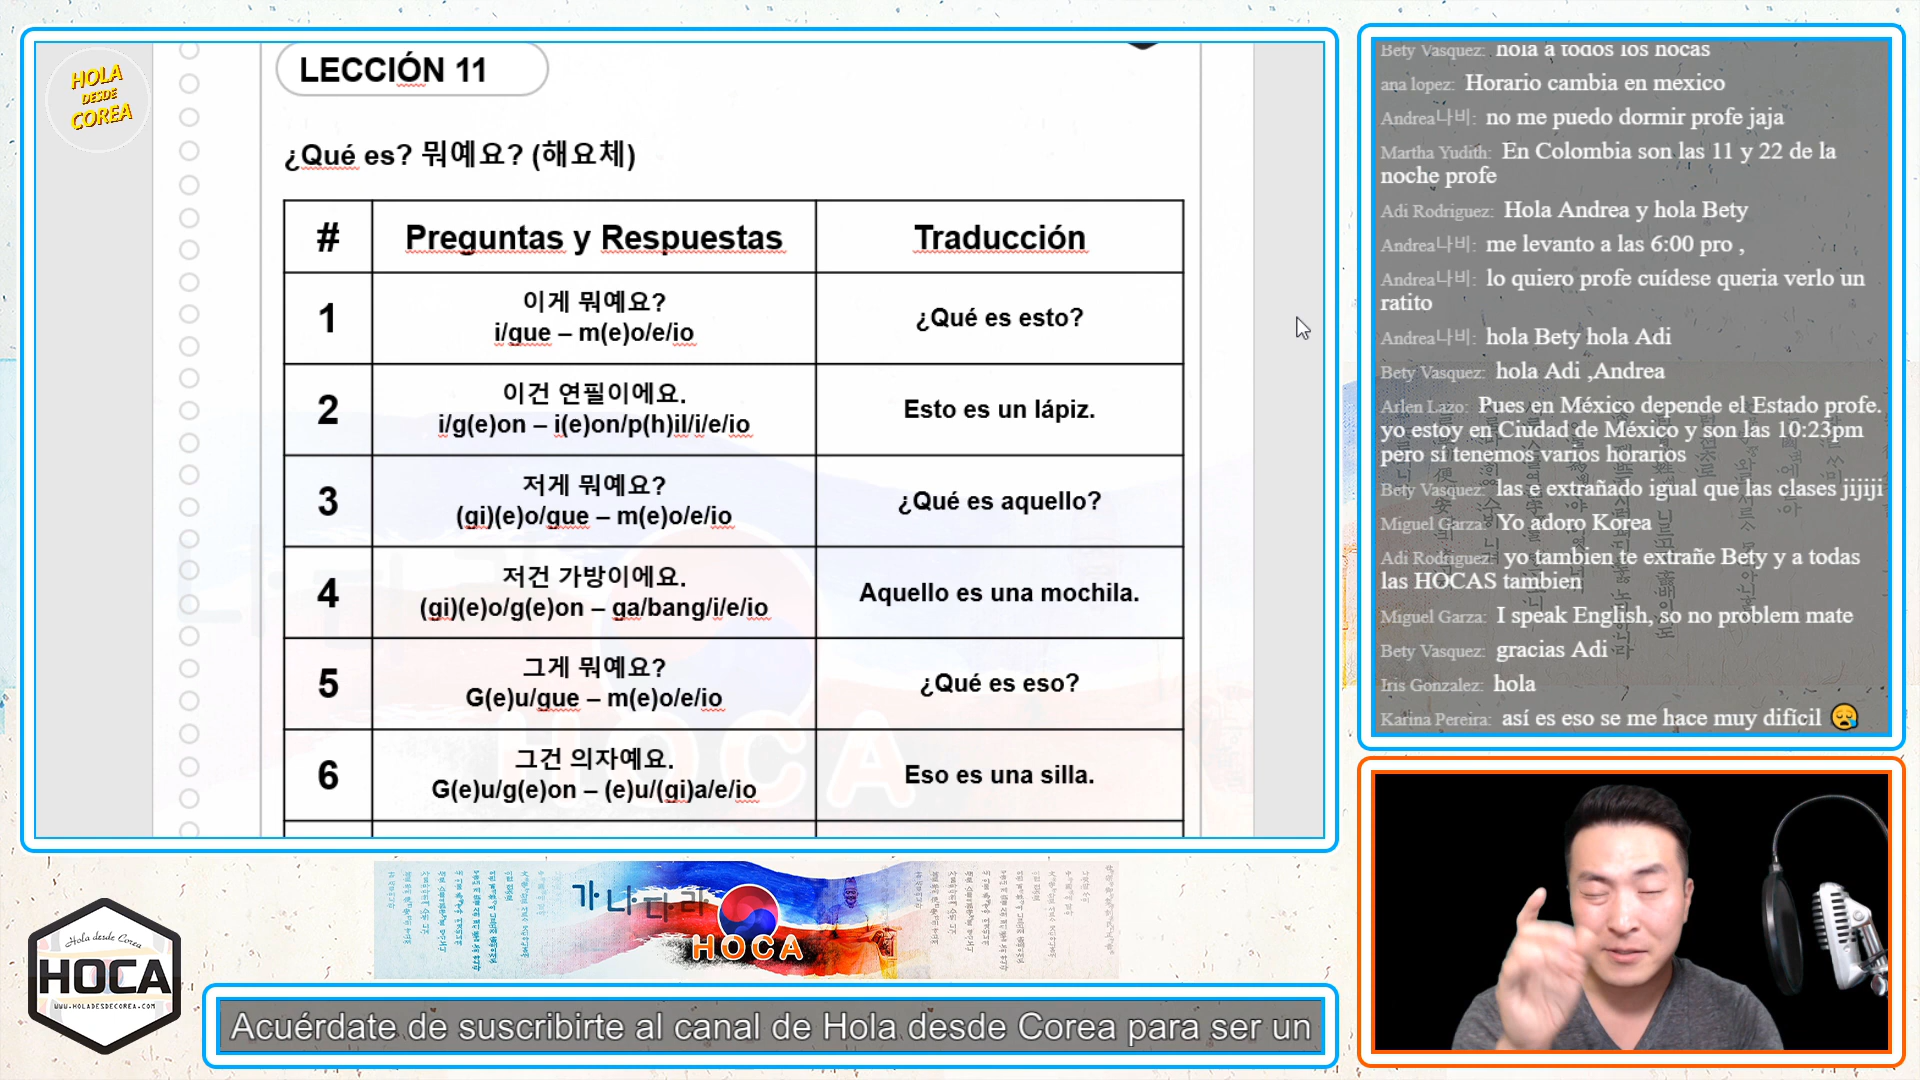 HOLA
DESDE
COREA
LECCIÓN 11
¿Qué es? 뭐예요? (해요체)
# Preguntas y Respuestas Traducción
1 이게 뭐예요? ¿Qué es esto?
i/gue – m(e)o/e/io
2 이건 연필이에요. Esto es un lápiz.
i/g(e)on – i(e)on/p(h)il/i/e/io
3 저게 뭐예요? ¿Qué es aquello?
(gi)(e)o/gue – m(e)o/e/io
4 저건 가방이에요. Aquello es una mochila.
(gi)(e)o/g(e)on – ga/bang/i/e/io
5 그게 뭐예요? ¿Qué es eso?
G(e)u/gue – m(e)o/e/io
6 그건 의자예요. Eso es una silla.
G(e)u/g(e)on – (e)u/(gi)a/e/io
HOCA
Bety Vasquez: hola a todos los hocas
ana lopez: Horario cambia en mexico
Andrea나비: no me puedo dormir profe jaja
Martha Yudith: En Colombia son las 11 y 22 de la
noche profe
Adi Rodriguez: Hola Andrea y hola Bety
Andrea나비: me levanto a las 6:00 pro ,
Andrea나비: lo quiero profe cuídese queria verlo un
ratito
Andrea나비: hola Bety hola Adi
Bety Vasquez: hola Adi ,Andrea
Arlen Lazo: Pues en México depende el Estado profe.
yo estoy en Ciudad de México y son las 10:23pm
pero sí tenemos varios horarios
Bety Vasquez: las e extrañado igual que las clases jijiji
Miguel Garza: Yo adoro Korea
Adi Rodriguez: yo tambien te extrañe Bety y a todas
las HOCAS tambien
Miguel Garza: I speak English, so no problem mate
Bety Vasquez: gracias Adi
Iris Gonzalez: hola
Karina Pereira: así es eso se me hace muy difícil 😪
가나다라
HOCA
Hola desde Corea
HOCA
WWW.HOLADESDECOREA.COM
Acuérdate de suscribirte al canal de Hola desde Corea para ser un